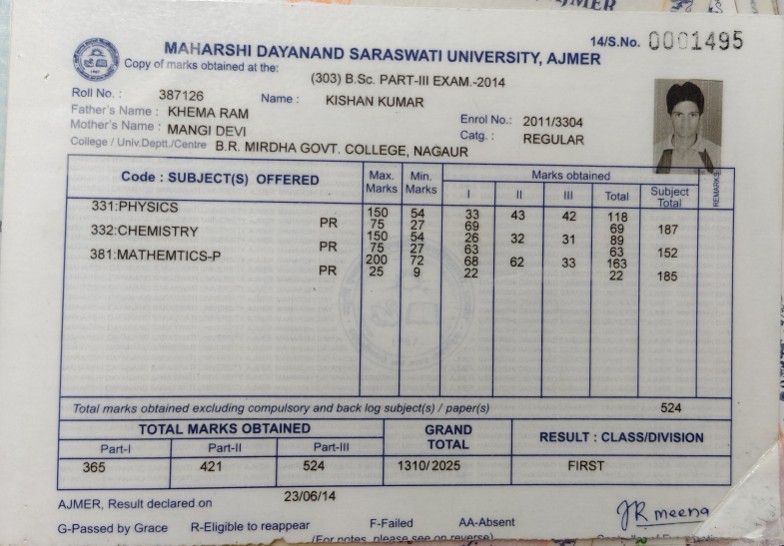 AJMER
14/S.No. 0001495
MAHARSHI DAYANAND SARASWATI UNIVERSITY, AJMER
Copy of marks obtained at the:
(303) B.Sc. PART-III EXAM.-2014
Roll No. : 387126 Name : KISHAN KUMAR
Father's Name : KHEMA RAM Enrol No.: 2011/3304
Mother's Name : MANGI DEVI Catg. : REGULAR
College / Univ.Deptt./Centre B.R. MIRDHA GOVT. COLLEGE, NAGAUR
Code : SUBJECT(S) OFFERED Max. Marks Min. Marks Marks obtained REMARKS
I II III Total Subject Total
331:PHYSICS 150 54 33 43 42 118
PR 75 27 69 69 187
332:CHEMISTRY 150 54 26 32 31 89
PR 75 27 63 63 152
381:MATHEMTICS-P 200 72 68 62 33 163
PR 25 9 22 22 185
Total marks obtained excluding compulsory and back log subject(s) / paper(s) 524
TOTAL MARKS OBTAINED GRAND TOTAL RESULT : CLASS/DIVISION
Part-I Part-II Part-III
365 421 524 1310/2025 FIRST
AJMER, Result declared on 23/06/14
JR meena
G-Passed by Grace R-Eligible to reappear F-Failed AA-Absent
(For notes, please see on reverse)